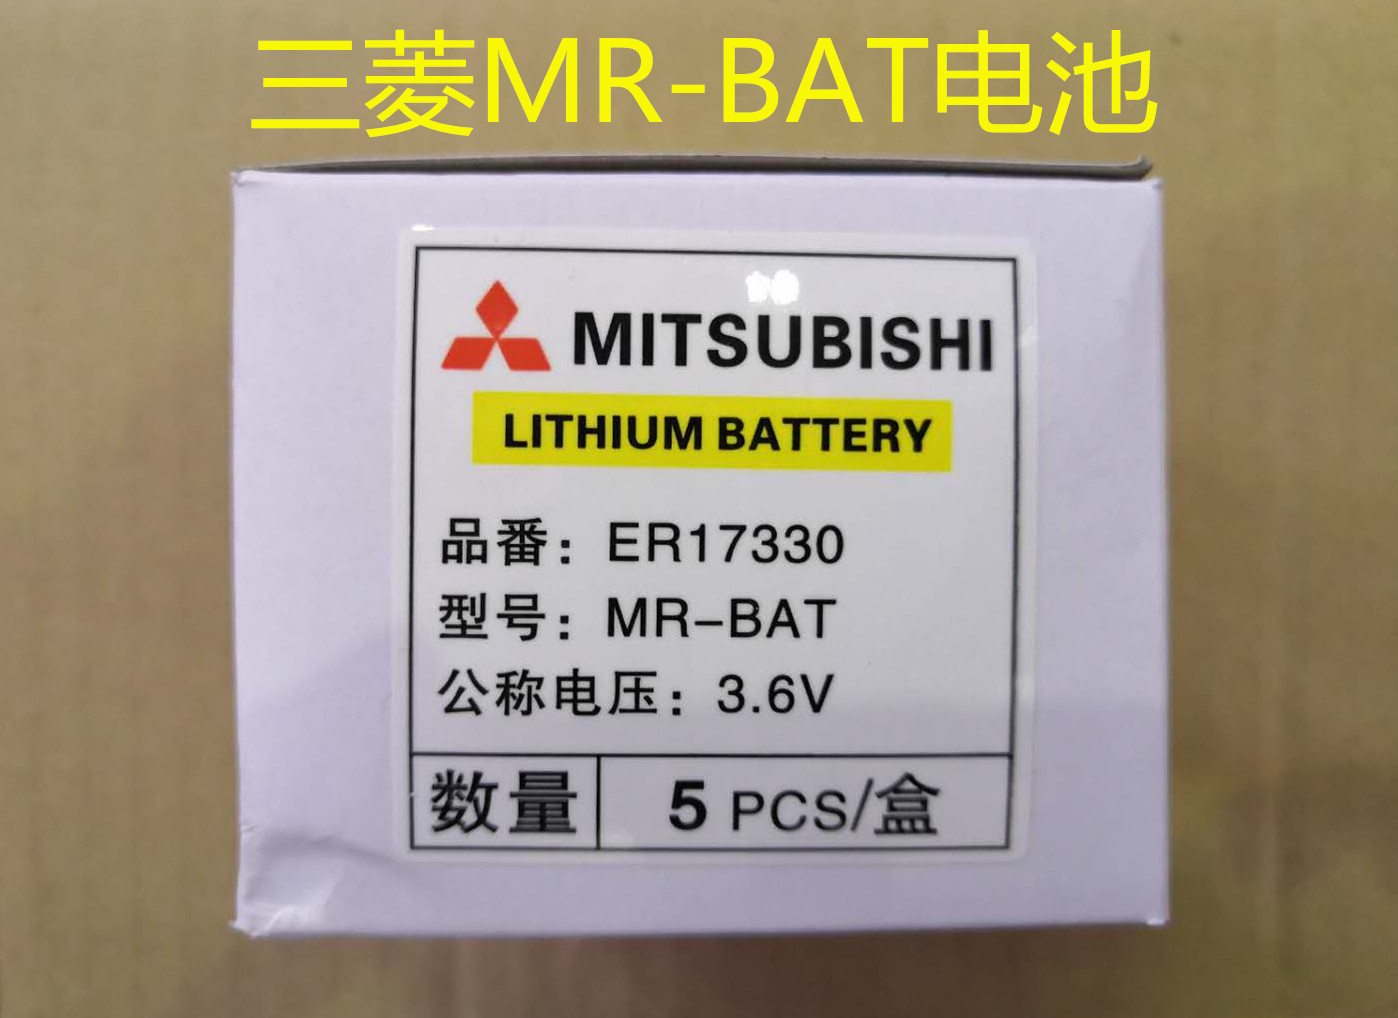 三菱MR-BAT电池
MITSUBISHI
LITHIUM BATTERY
品番：ER17330
型号：MR-BAT
公称电压：3.6V
数量 5 PCS/盒